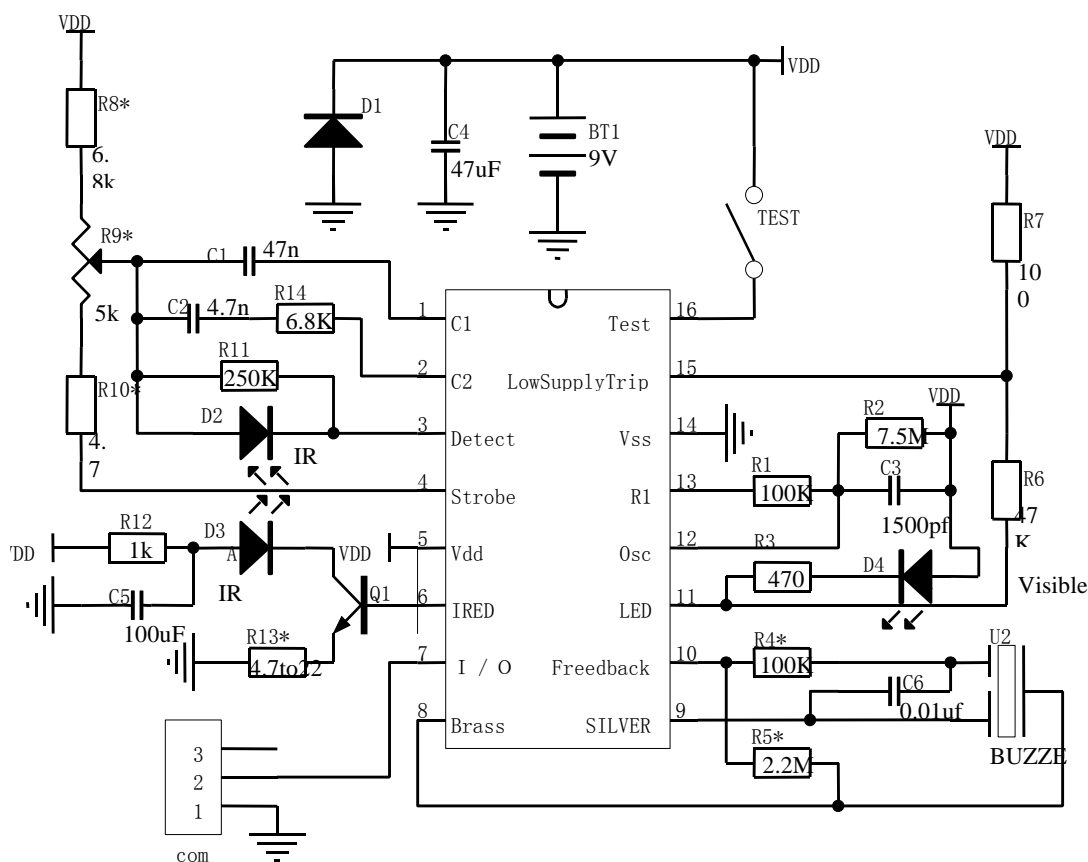 VDD
R8*
6.
8k
R9*
5k
R10*
4.
7
D1
C4
47uF
BT1
9V
VDD
TEST
VDD
R7
10
0
C1
47n
C2
4.7n
R14
6.8K
R11
250K
D2
IR
1
C1
2
C2
3
Detect
4
Strobe
5
Vdd
6
IRED
7
I / O
8
Brass
16
Test
15
LowSupplyTrip
14
Vss
13
R1
12
Osc
11
LED
10
Freedback
9
SILVER
R1
100K
R2
7.5M
VDD
C3
1500pf
R6
47
K
R3
470
D4
Visible
R12
1k
D3
A
IR
VDD
C5
100uF
Q1
R13*
4.7to22
R4*
100K
C6
0.01uf
U2
BUZZE
R5*
2.2M
3
2
1
com